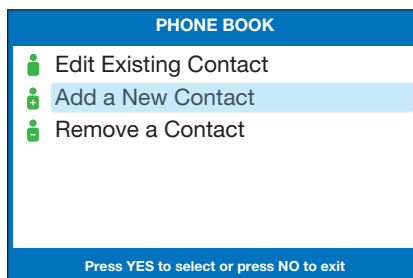 PHONE BOOK
Edit Existing Contact
Add a New Contact
Remove a Contact
Press YES to select or press NO to exit